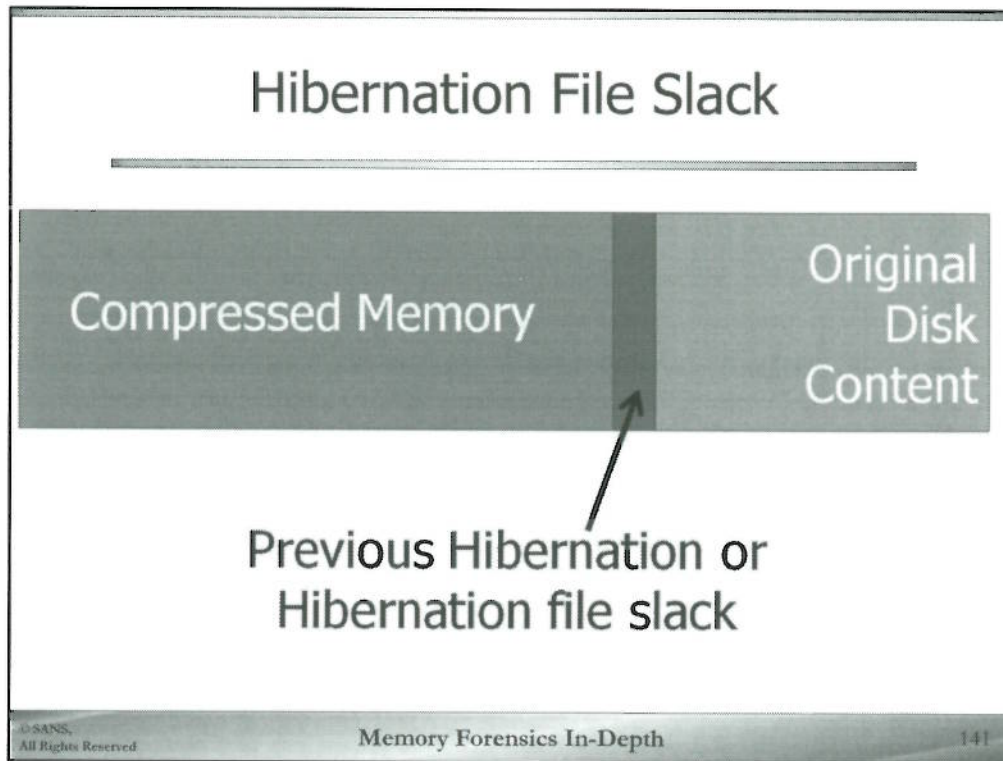 Hibernation File Slack
Compressed Memory
Original
Disk
Content
Previous Hibernation or
Hibernation file slack
©SANS,
All Rights Reserved
Memory Forensics In-Depth
141